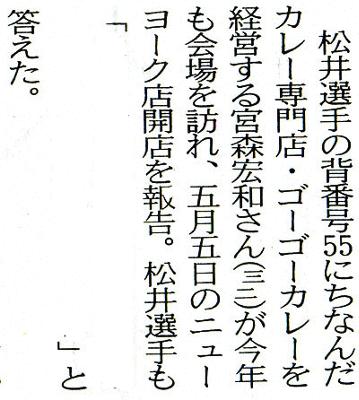 松井選手の背番号55にちなんだ
カレー専門店・ゴーゴーカレーを
経営する宮森宏和さん(三二)が今年
も会場を訪れ、五月五日のニュー
ヨーク店開店を報告。松井選手も
「
」と
答えた。